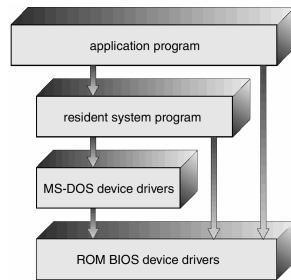 application program
resident system program
MS-DOS device drivers
ROM BIOS device drivers